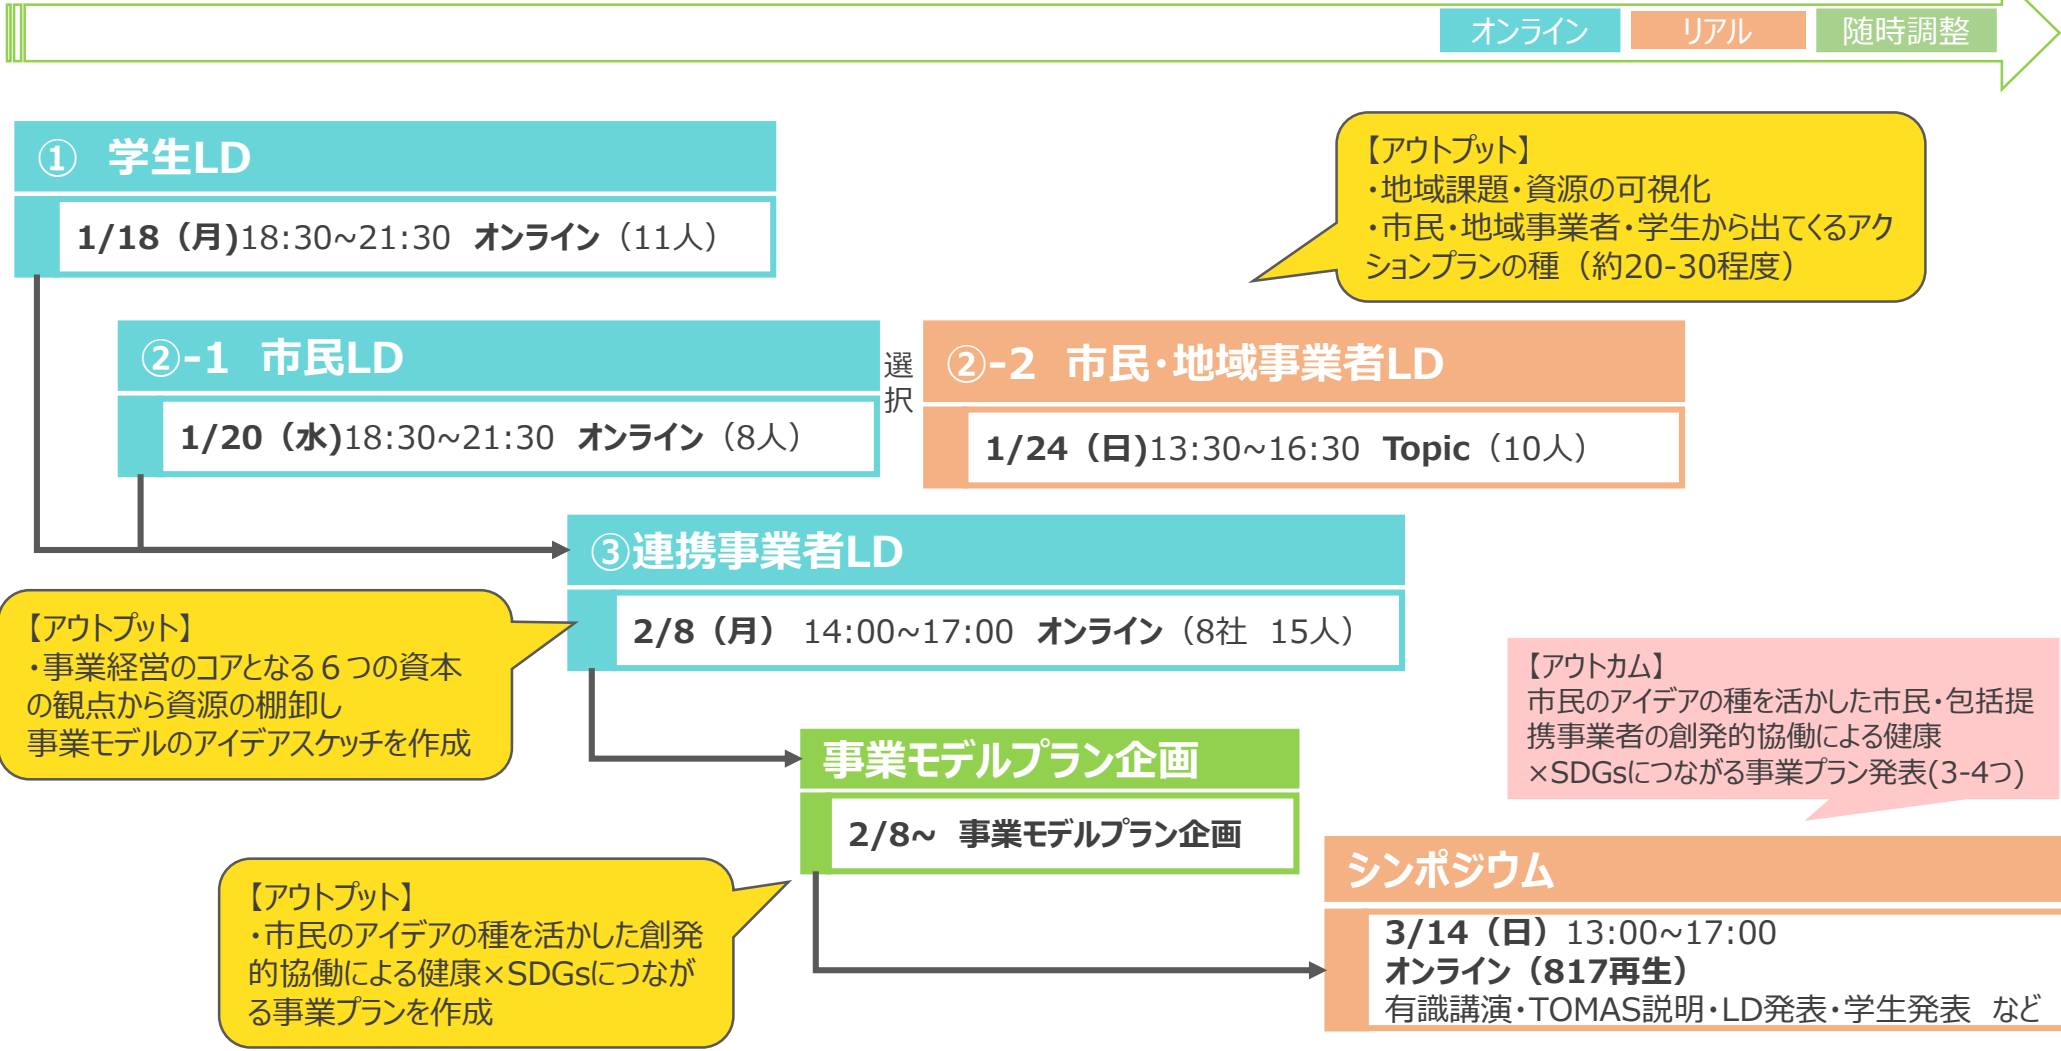 オンライン
リアル
随時調整
① 学生LD
1/18（月)18:30~21:30 オンライン（11人）
【アウトプット】
・地域課題・資源の可視化
・市民・地域事業者・学生から出てくるアク
ションプランの種（約20-30程度）
②-1 市民LD
1/20（水)18:30~21:30 オンライン（8人）
選
択
②-2 市民・地域事業者LD
1/24（日)13:30~16:30 Topic（10人）
③連携事業者LD
2/8（月） 14:00~17:00 オンライン（8社 15人）
【アウトプット】
・事業経営のコアとなる６つの資本
の観点から資源の棚卸し
事業モデルのアイデアスケッチを作成
【アウトカム】
市民のアイデアの種を活かした市民・包括提
携事業者の創発的協働による健康
×SDGsにつながる事業プラン発表(3-4つ)
事業モデルプラン企画
2/8~ 事業モデルプラン企画
【アウトプット】
・市民のアイデアの種を活かした創発
的協働による健康×SDGsにつなが
る事業プランを作成
シンポジウム
3/14（日）13:00~17:00
オンライン（817再生）
有識講演・TOMAS説明・LD発表・学生発表 など